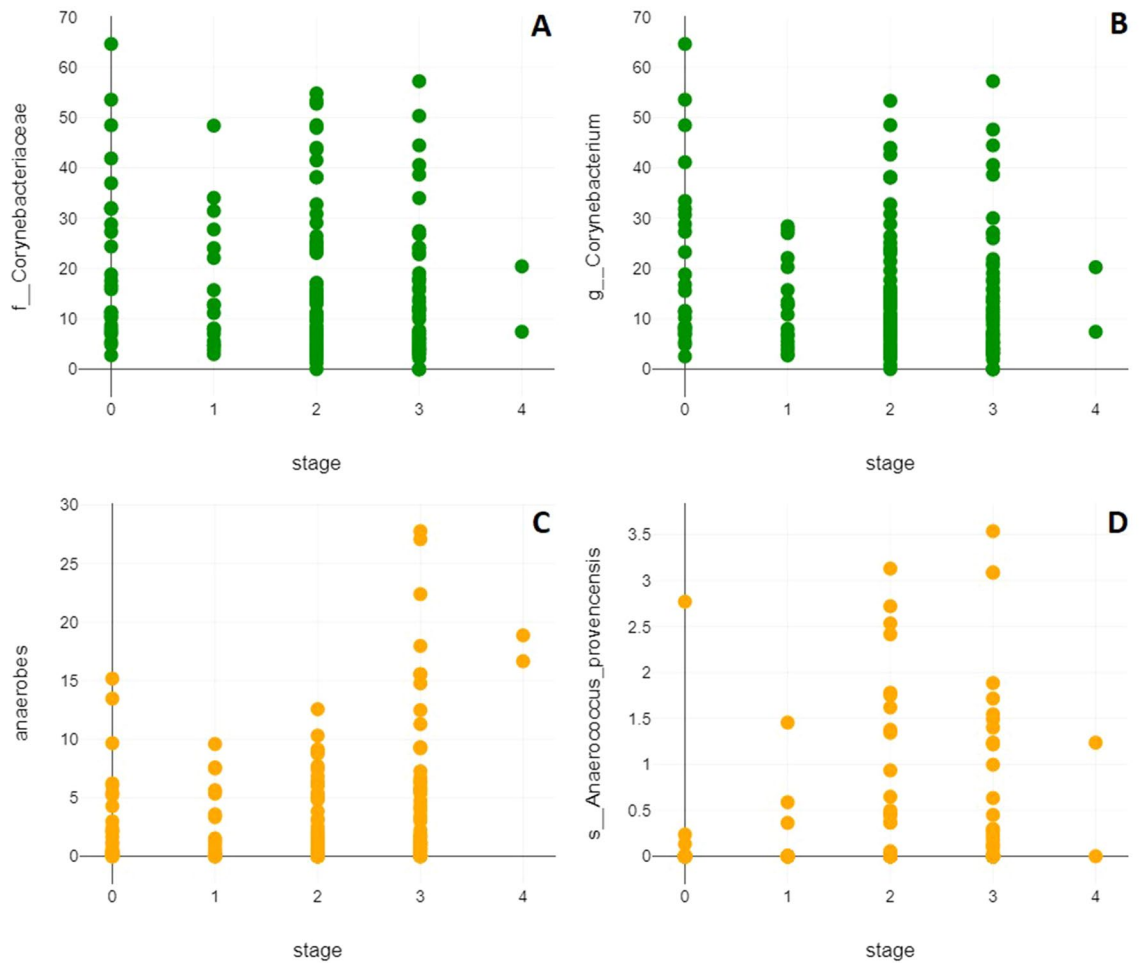 A
70
60
50
40
30
20
10
0
f__Corynebacteriaceae
0 1 2 3 4
stage
B
70
60
50
40
30
20
10
0
g__Corynebacterium
0 1 2 3 4
stage
C
30
25
20
15
10
5
0
anaerobes
0 1 2 3 4
stage
D
3.5
3
2.5
2
1.5
1
0.5
0
s__Anaerococcus_provencensis
0 1 2 3 4
stage